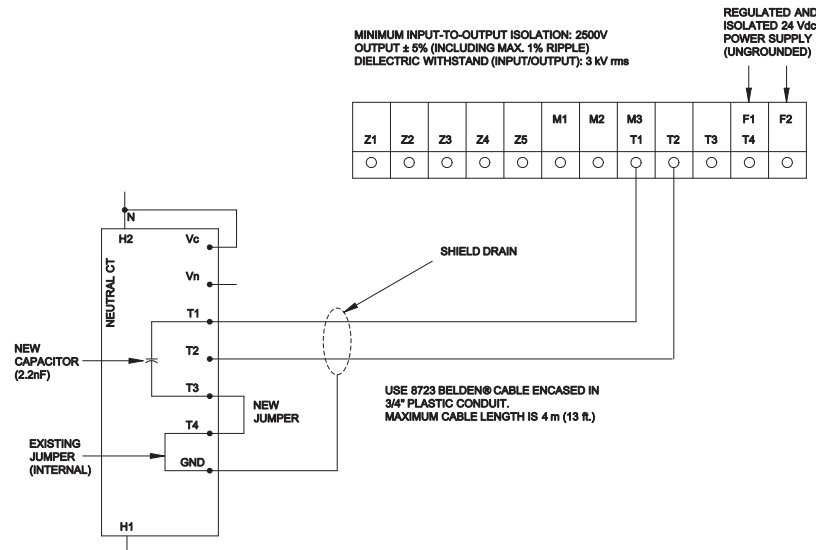 REGULATED AND
ISOLATED 24 Vdc
POWER SUPPLY
(UNGROUNDED)
MINIMUM INPUT-TO-OUTPUT ISOLATION: 2500V
OUTPUT ± 5% (INCLUDING MAX. 1% RIPPLE)
DIELECTRIC WITHSTAND (INPUT/OUTPUT): 3 kV rms
M1 M2 M3 F1 F2
Z1 Z2 Z3 Z4 Z5 T1 T2 T3 T4
N
H2
Vc
SHIELD DRAIN
Vn
NEUTRAL CT
T1
NEW
CAPACITOR
(2.2nF)
T2
T3
USE 8723 BELDEN® CABLE ENCASED IN
3/4" PLASTIC CONDUIT.
MAXIMUM CABLE LENGTH IS 4 m (13 ft.)
NEW
JUMPER
T4
EXISTING
JUMPER
(INTERNAL)
GND
H1